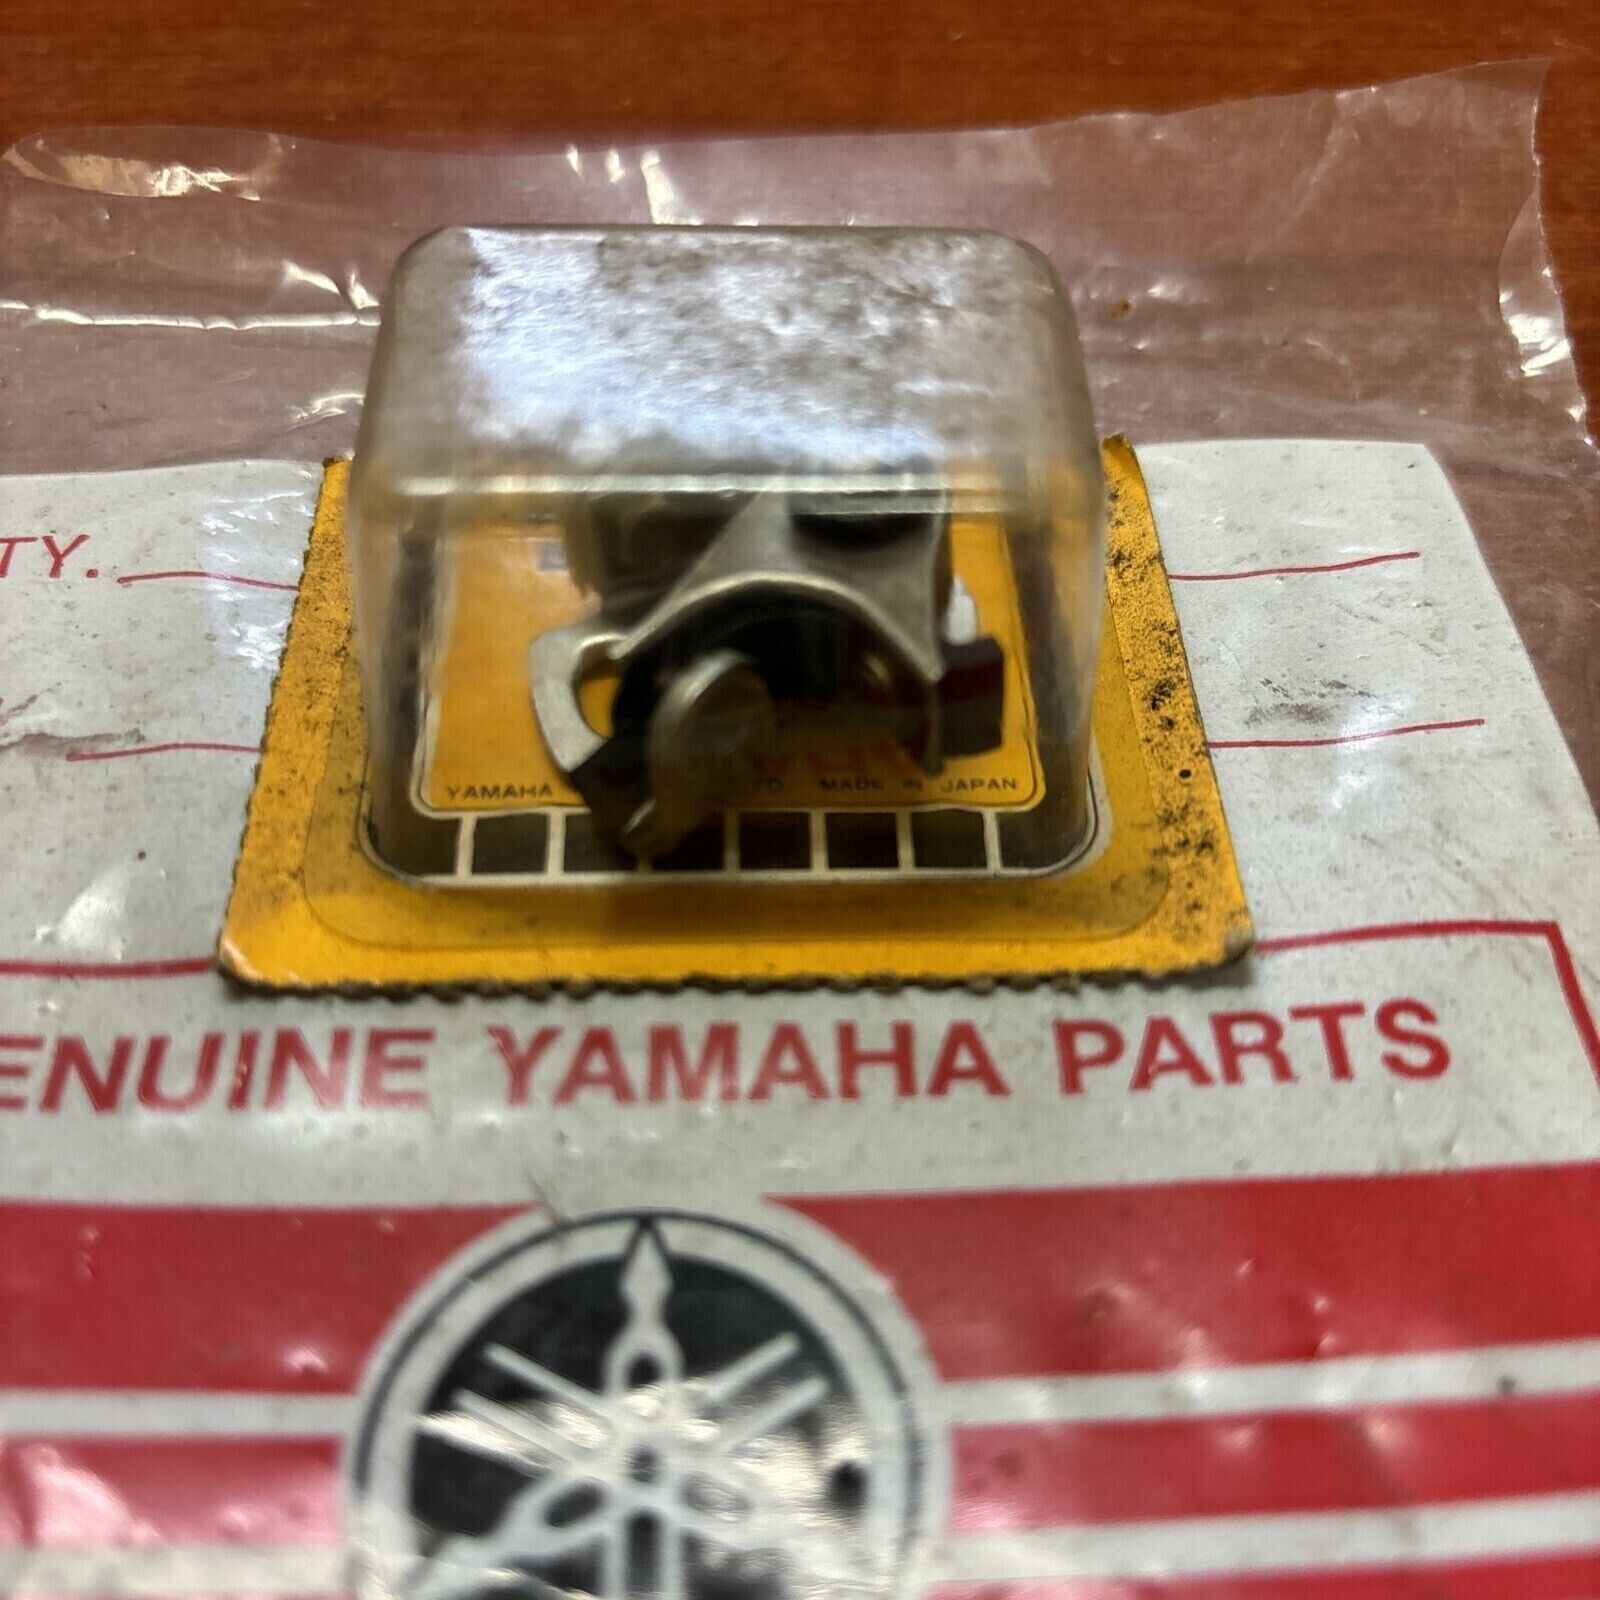 TY.
YAMAHA TD MADE IN JAPAN
ENUINE YAMAHA PARTS